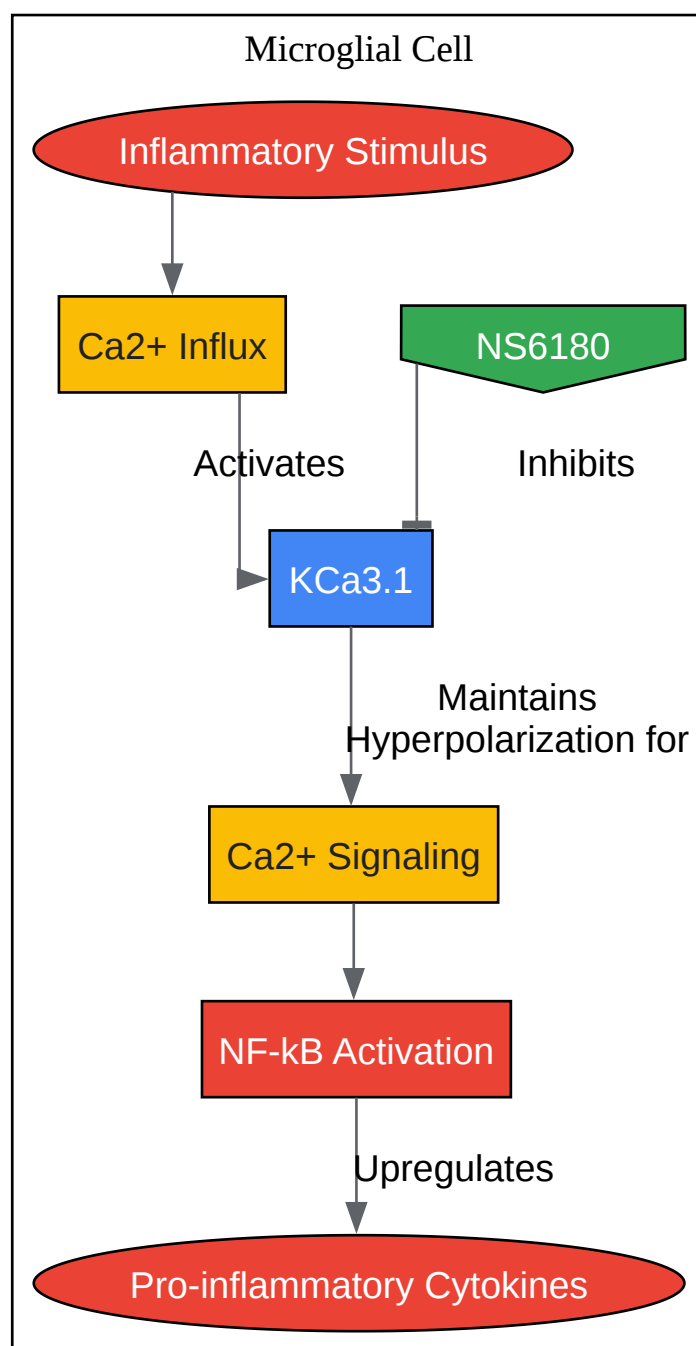 Microglial Cell
Inflammatory Stimulus
Ca2+ Influx
NS6180
Activates
Inhibits
KCa3.1
Maintains
Hyperpolarization for
Ca2+ Signaling
NF-kB Activation
Upregulates
Pro-inflammatory Cytokines